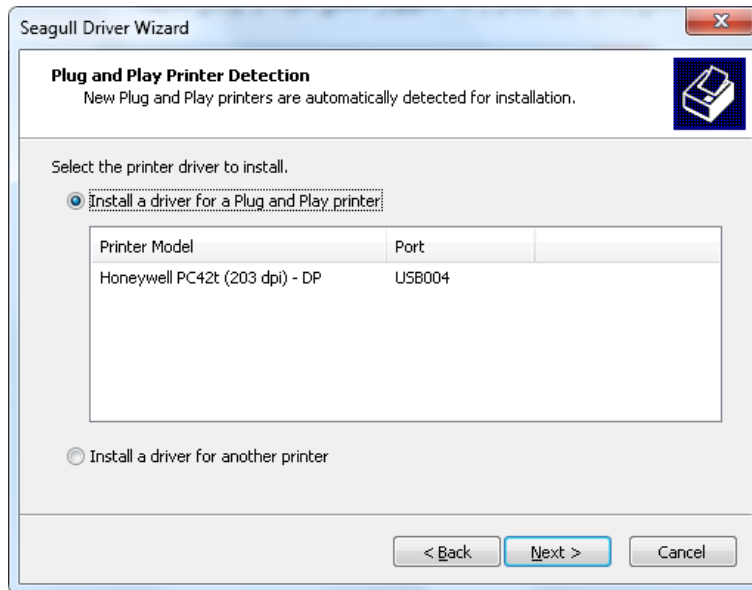 Seagull Driver Wizard
Plug and Play Printer Detection
New Plug and Play printers are automatically detected for installation.
Select the printer driver to install.
Install a driver for a Plug and Play printer
Printer Model Port
Honeywell PC42t (203 dpi) - DP USB004
Install a driver for another printer
< Back Next > Cancel